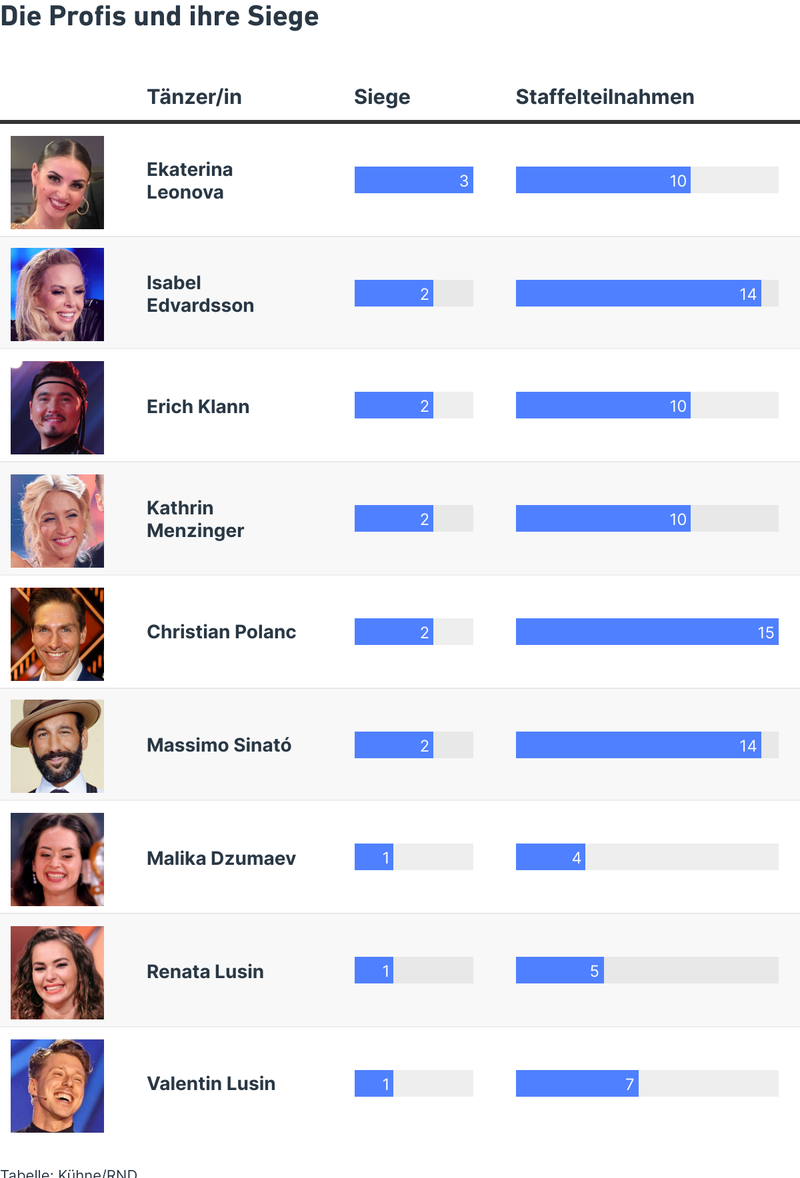 Die Profis und ihre Siege
Tänzer/in Siege Staffelteilnahmen
Ekaterina
Leonova
3 10
Isabel
Edvardsson
2 14
Erich Klann 2 10
Kathrin
Menzinger
2 10
Christian Polanc 2 15
Massimo Sinató 2 14
Malika Dzumaev 1 4
Renata Lusin 1 5
Valentin Lusin 1 7
Tabelle: Kühne/RND